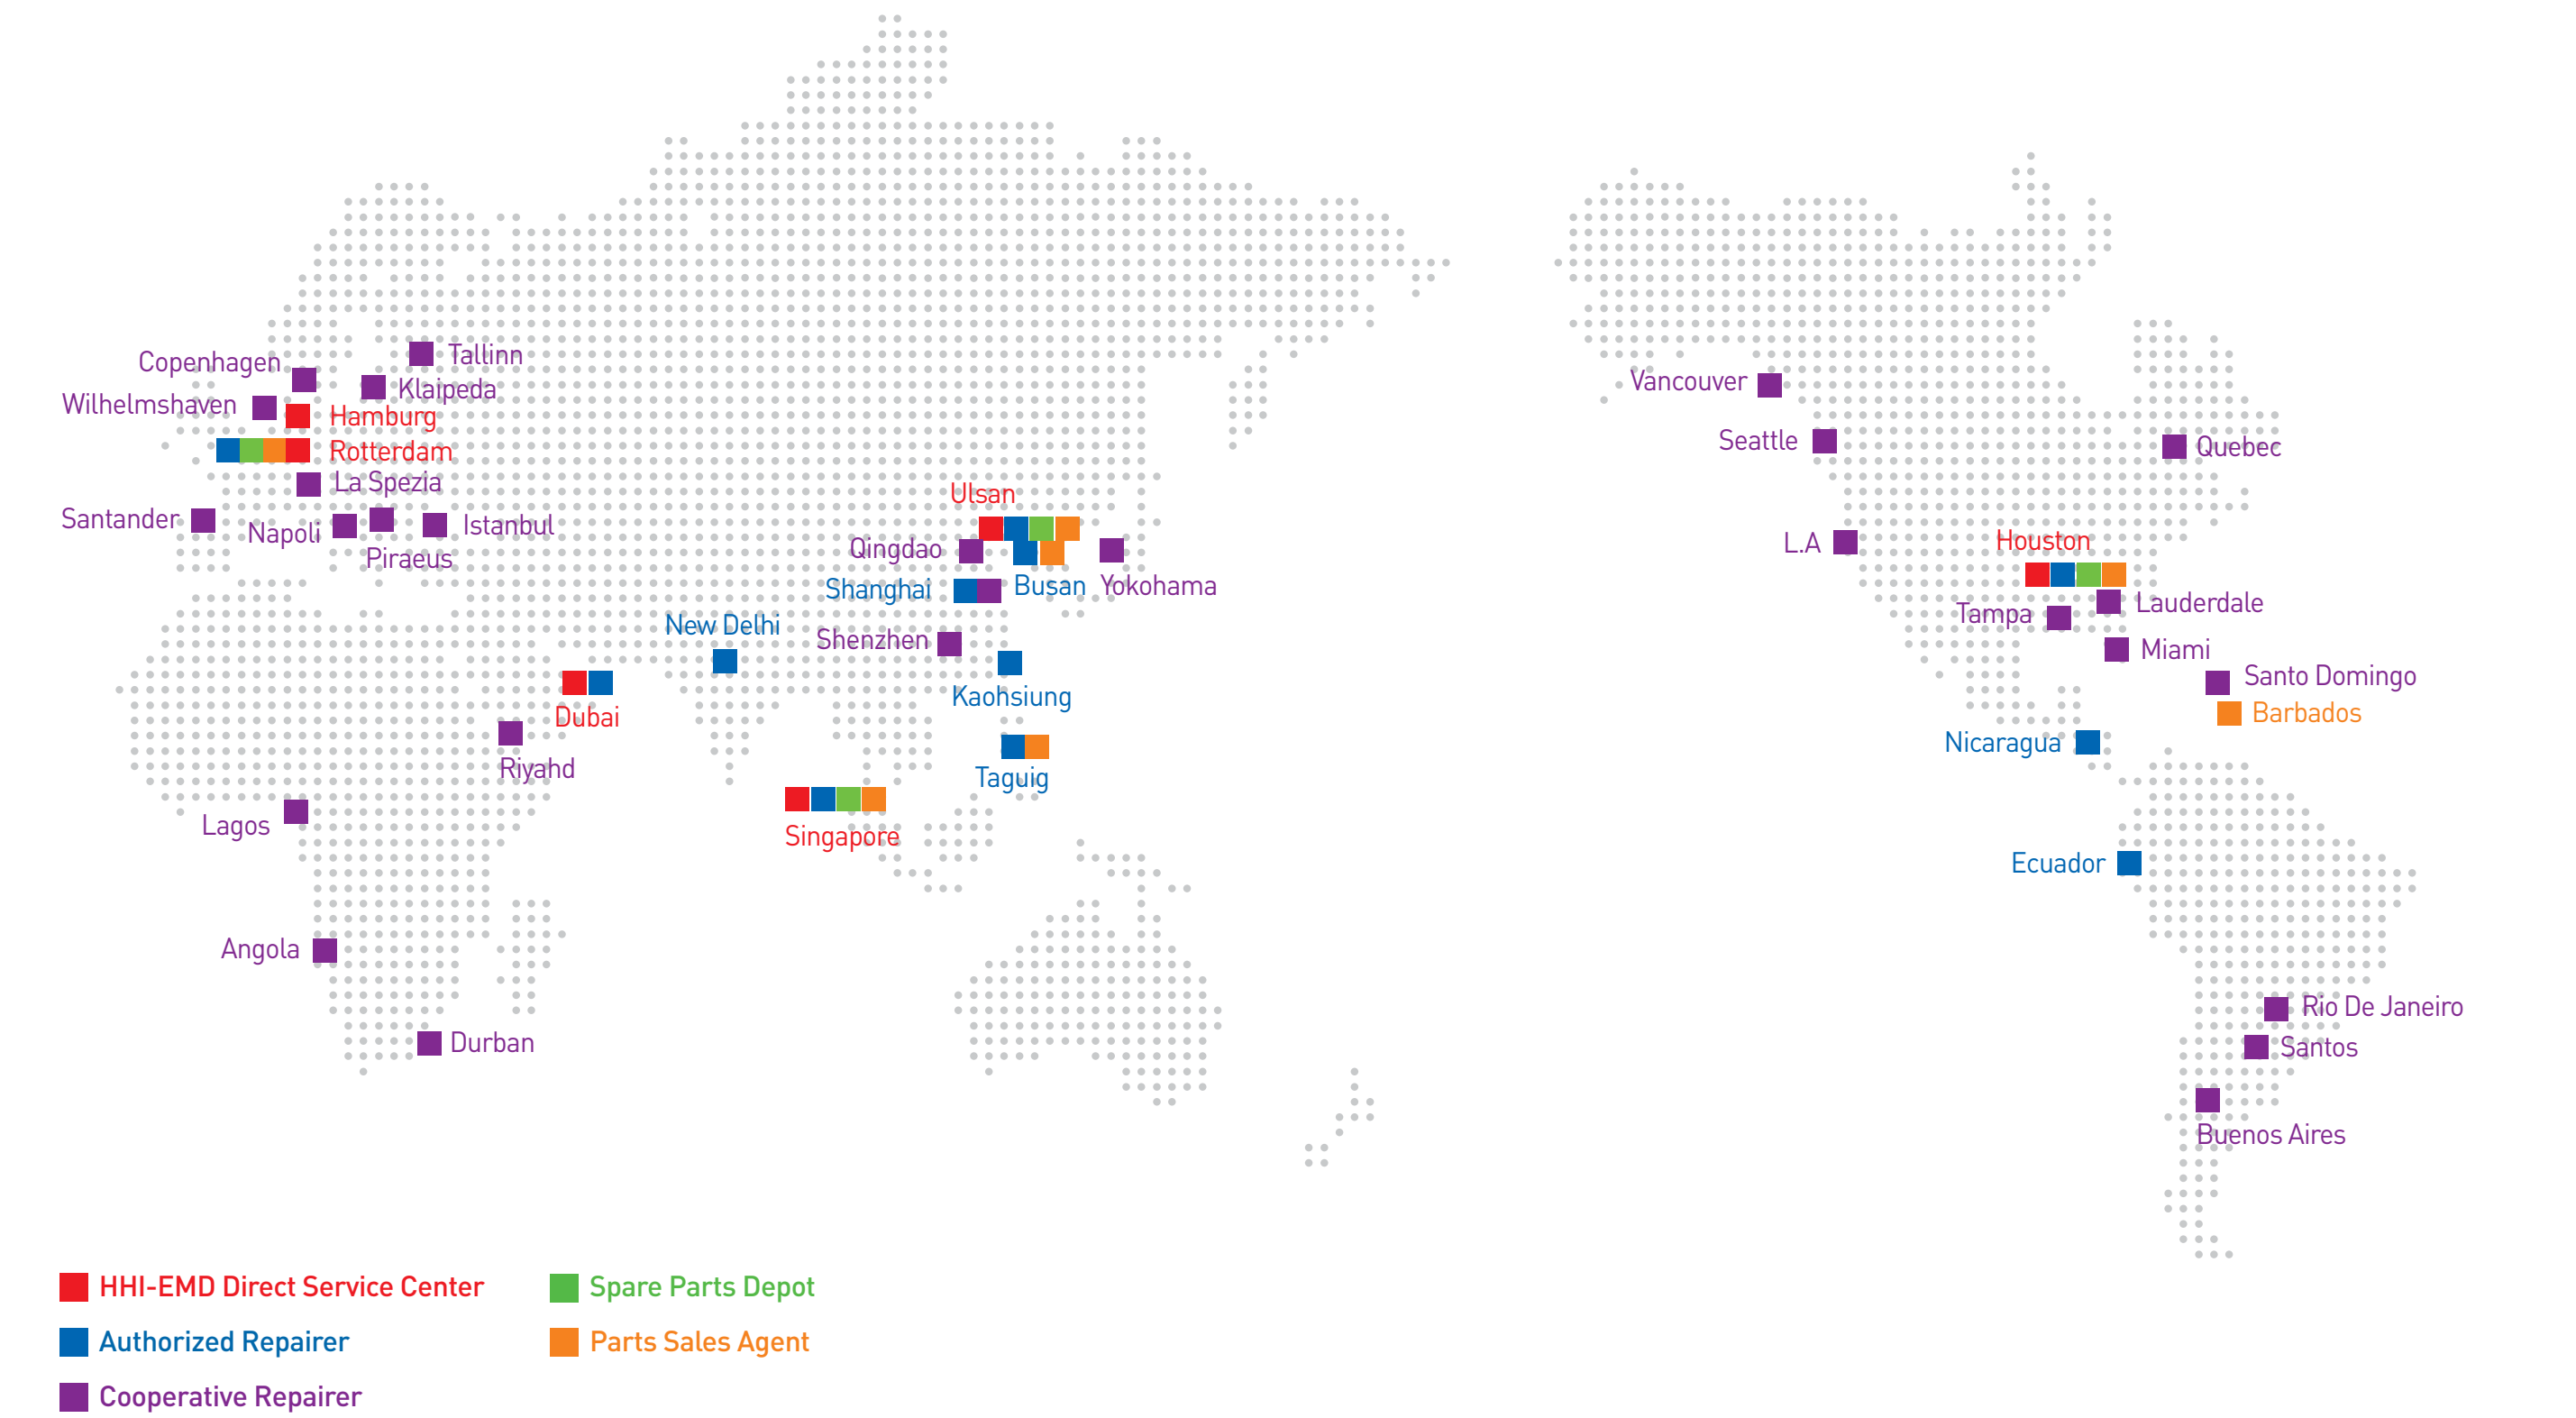 Tallinn
Copenhagen
Klaipeda
Wilhelmshaven
Hamburg
Rotterdam
La Spezia
Santander
Napoli
Istanbul
Piraeus
Ulsan
Qingdao
Shanghai
Busan
Yokohama
New Delhi
Shenzhen
Kaohsiung
Dubai
Riyahd
Taguig
Lagos
Singapore
Angola
Durban
Vancouver
Seattle
Quebec
L.A
Houston
Tampa
Lauderdale
Miami
Santo Domingo
Barbados
Nicaragua
Ecuador
Rio De Janeiro
Santos
Buenos Aires
HHI-EMD Direct Service Center
Authorized Repairer
Cooperative Repairer
Spare Parts Depot
Parts Sales Agent